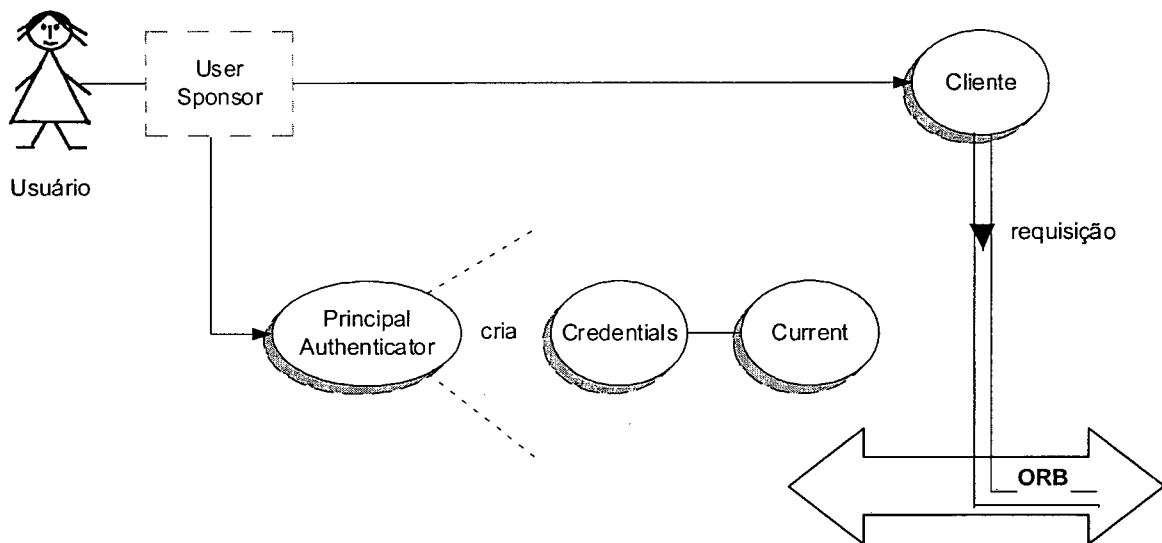 User
Sponsor
Cliente
Usuário
requisição
Principal
Authenticator
cria
Credentials
Current
ORB